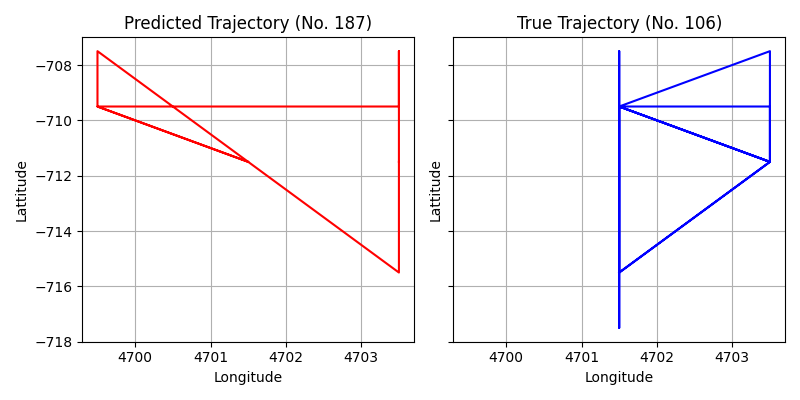 Predicted Trajectory (No. 187)
True Trajectory (No. 106)
−708
−710
−712
−714
−716
−718
Lattitude
Lattitude
4700 4701 4702 4703
4700 4701 4702 4703
Longitude
Longitude